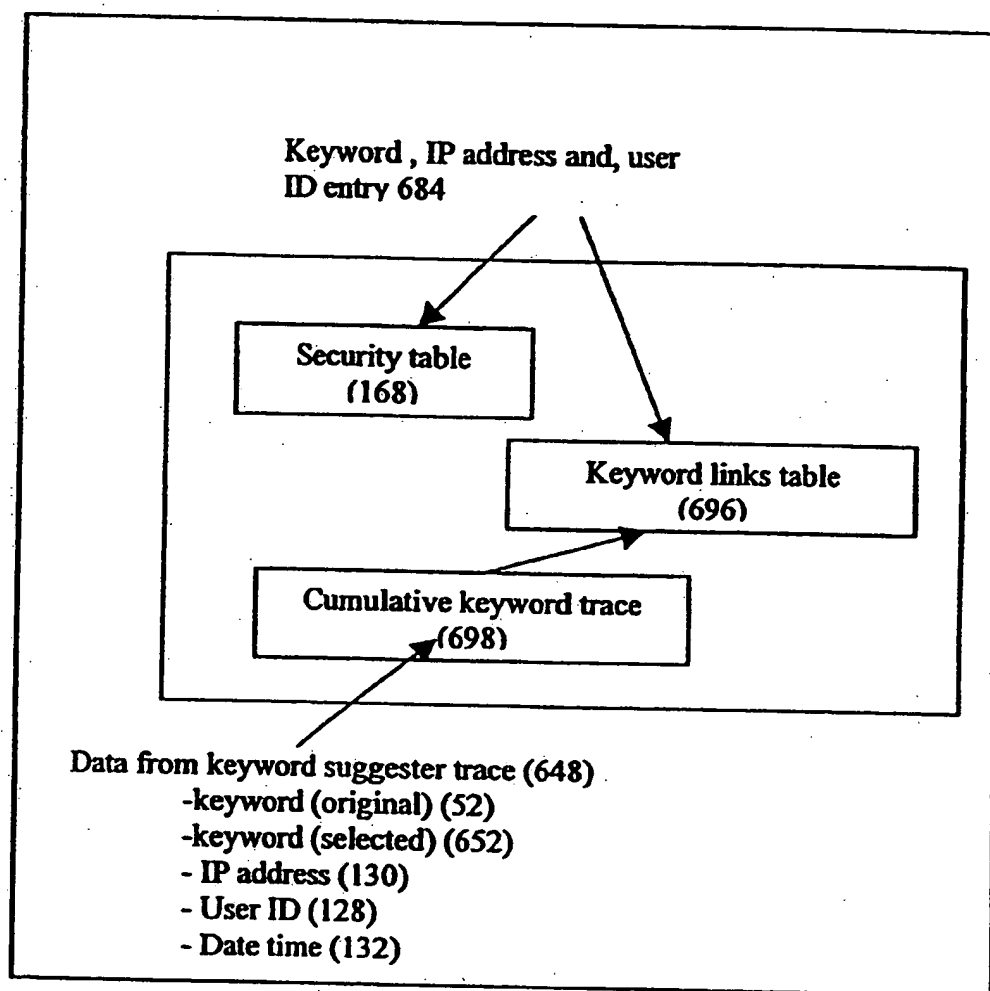 Keyword , IP address and, user
ID entry 684
Security table
(168)
Keyword links table
(696)
Cumulative keyword trace
(698)
Data from keyword suggester trace (648)
-keyword (original) (52)
-keyword (selected) (652)
- IP address (130)
- User ID (128)
- Date time (132)